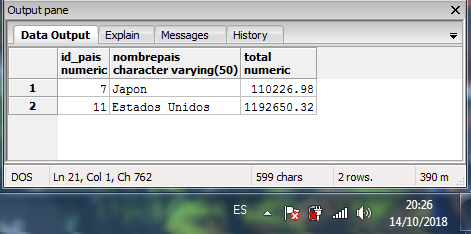 Output pane
Data Output Explain Messages History
id_pais numeric nombrepais character varying(50) total numeric
1 7 Japon 110226.98
2 11 Estados Unidos 1192650.32
DOS Ln 21, Col 1, Ch 762 599 chars 2 rows. 390 m
ES 20:26
14/10/2018